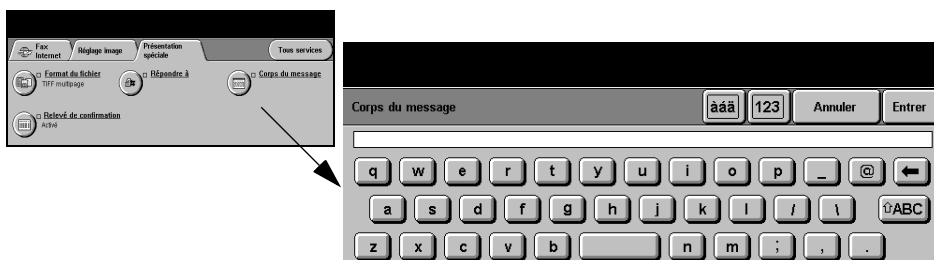 Fax Internet
Réglage image
Présentation spéciale
Tous services
Format du fichier
TIFF multipage
Répondre à
Corps du message
Relevé de confirmation
Activé
Corps du message
àáä
123
Annuler
Entrer
q w e r t y u i o p _ @
a s d f g h j k l / \ ⇧ABC
z x c v b n m ; , .